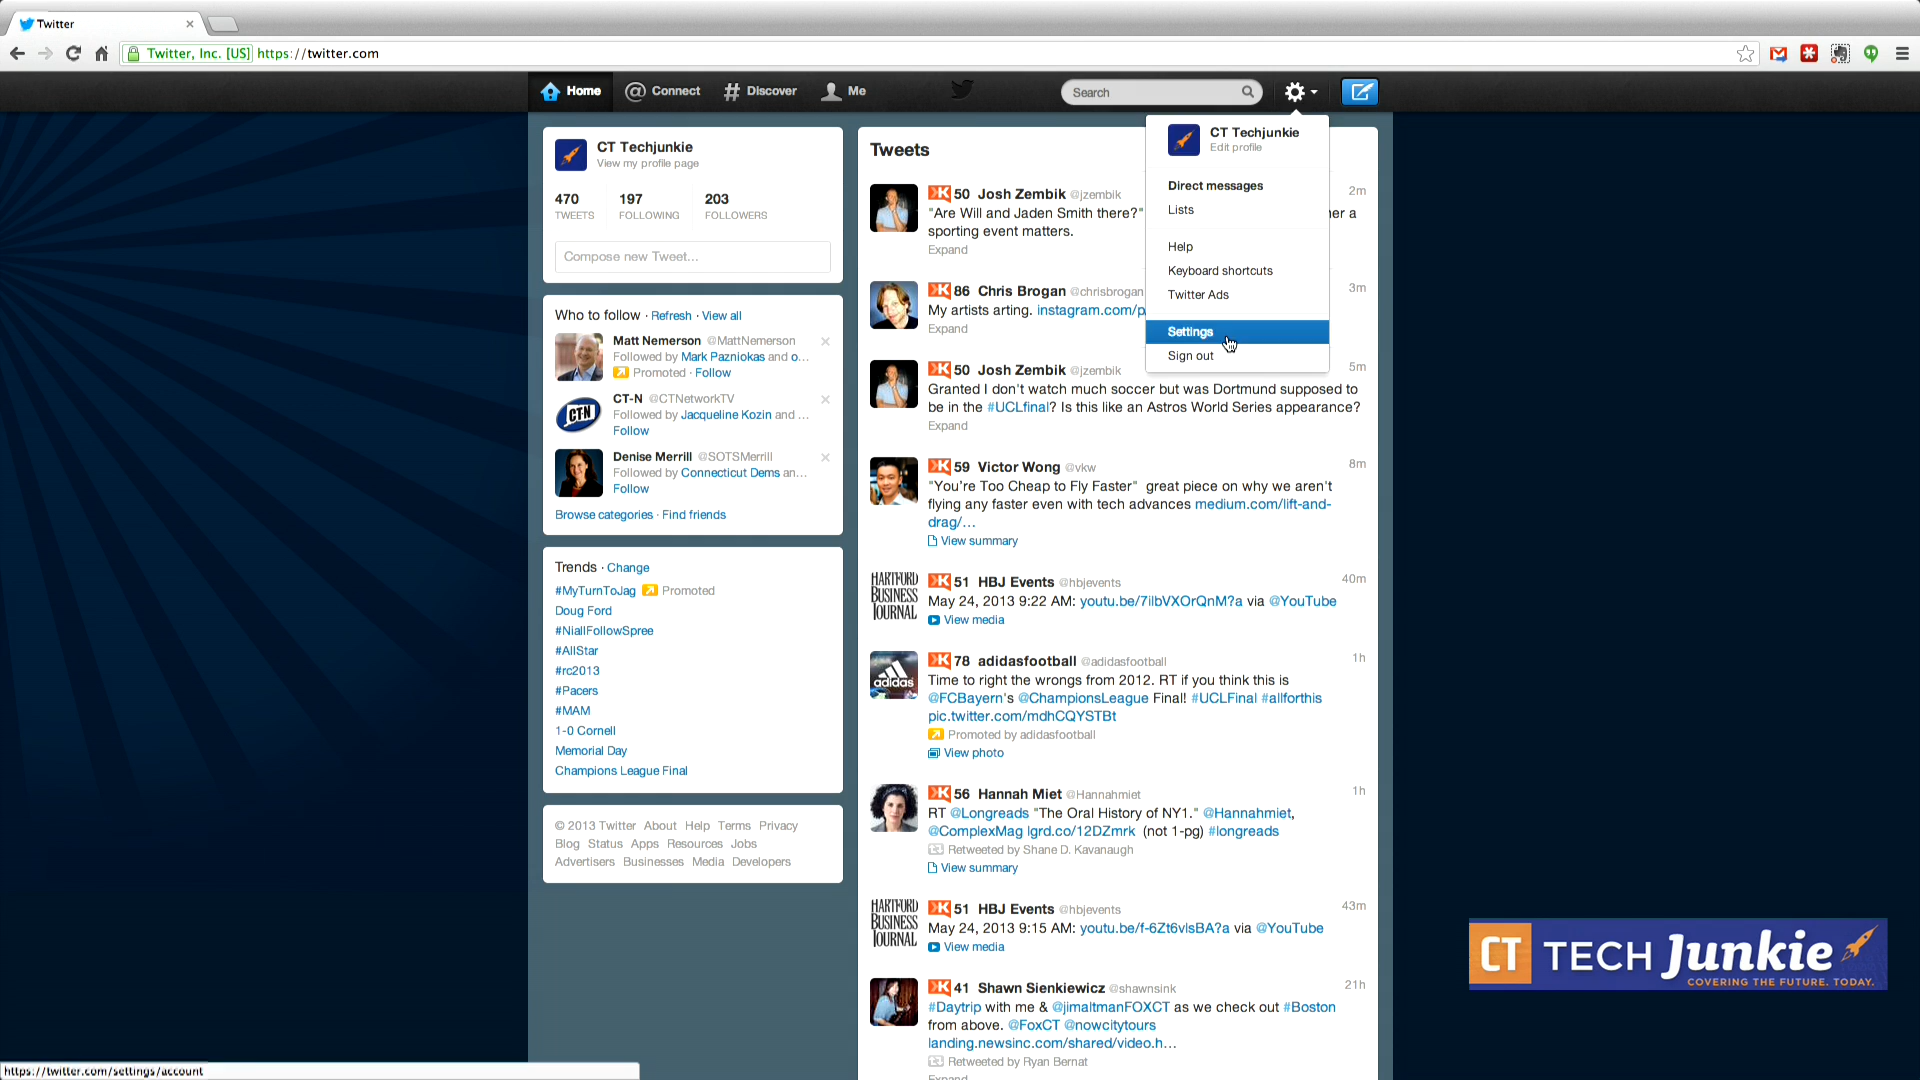 Twitter
Twitter, Inc. [US] https://twitter.com
Home
Connect
Discover
Me
Search
CT Techjunkie
View my profile page
470
TWEETS
197
FOLLOWING
203
FOLLOWERS
Compose new Tweet...
Who to follow · Refresh · View all
Matt Nemerson @MattNemerson
Followed by Mark Pazniokas and o...
Promoted · Follow
CT-N @CTNetworkTV
Followed by Jacqueline Kozin and ...
Follow
CT-N
Denise Merrill @SOTSMerrill
Followed by Connecticut Dems an...
Follow
Browse categories · Find friends
Trends · Change
#MyTurnToJag Promoted
Doug Ford
#NiallFollowSpree
#AllStar
#rc2013
#Pacers
#MAM
1-0 Cornell
Memorial Day
Champions League Final
© 2013 Twitter About Help Terms Privacy
Blog Status Apps Resources Jobs
Advertisers Businesses Media Developers
CT Techjunkie
Edit profile
Direct messages
Lists
Help
Keyboard shortcuts
Twitter Ads
Settings
Sign out
Tweets
50 Josh Zembik @jzembik 2m
"Are Will and Jaden Smith there?" er a
sporting event matters.
Expand
86 Chris Brogan @chrisbrogan 3m
My artists arting. instagram.com/p
Expand
50 Josh Zembik @jzembik 5m
Granted I don't watch much soccer but was Dortmund supposed to
be in the #UCLfinal? Is this like an Astros World Series appearance?
Expand
59 Victor Wong @vkw 8m
"You're Too Cheap to Fly Faster" great piece on why we aren't
flying any faster even with tech advances medium.com/lift-and-
drag/...
View summary
HARTFORD
BUSINESS
JOURNAL
51 HBJ Events @hbjevents 40m
May 24, 2013 9:22 AM: youtu.be/7ilbVXOrQnM?a via @YouTube
View media
adidas
78 adidasfootball @adidasfootball 1h
Time to right the wrongs from 2012. RT if you think this is
@FCBayern's @ChampionsLeague Final! #UCLFinal #allforthis
pic.twitter.com/mdhCQYSTBt
Promoted by adidasfootball
View photo
56 Hannah Miet @Hannahmiet 1h
RT @Longreads "The Oral History of NY1." @Hannahmiet,
@ComplexMag lgrd.co/12DZmrk (not 1-pg) #longreads
Retweeted by Shane D. Kavanaugh
View summary
HARTFORD
BUSINESS
JOURNAL
51 HBJ Events @hbjevents 43m
May 24, 2013 9:15 AM: youtu.be/f-6Zt6vlsBA?a via @YouTube
View media
41 Shawn Sienkiewicz @shawnsink 21h
#Daytrip with me & @jimaltmanFOXCT as we check out #Boston
from above. @FoxCT @nowcitytours
landing.newsinc.com/shared/video.h...
Retweeted by Ryan Bernat
Expand
CT TECH Junkie
COVERING THE FUTURE. TODAY.
https://twitter.com/settings/account